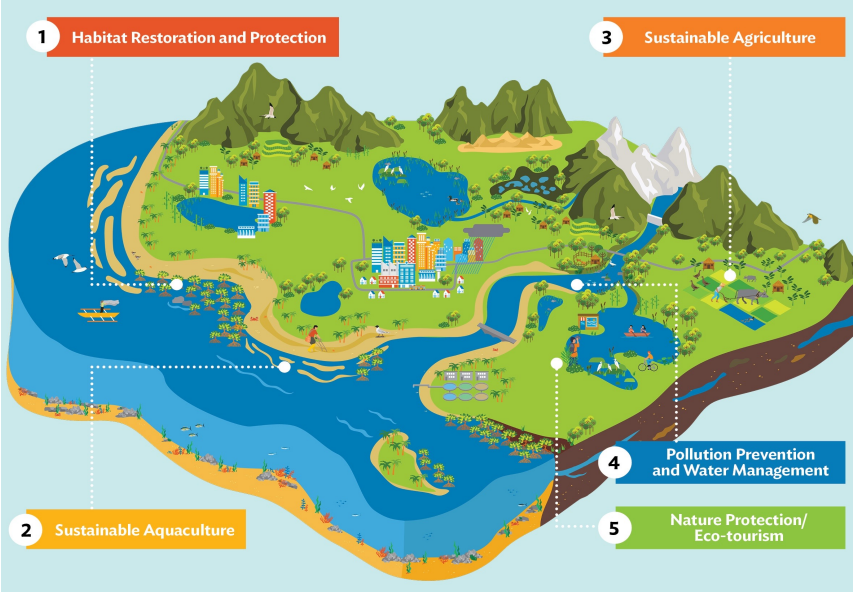 1 Habitat Restoration and Protection
3 Sustainable Agriculture
4 Pollution Prevention
and Water Management
2 Sustainable Aquaculture
5 Nature Protection/
Eco-tourism